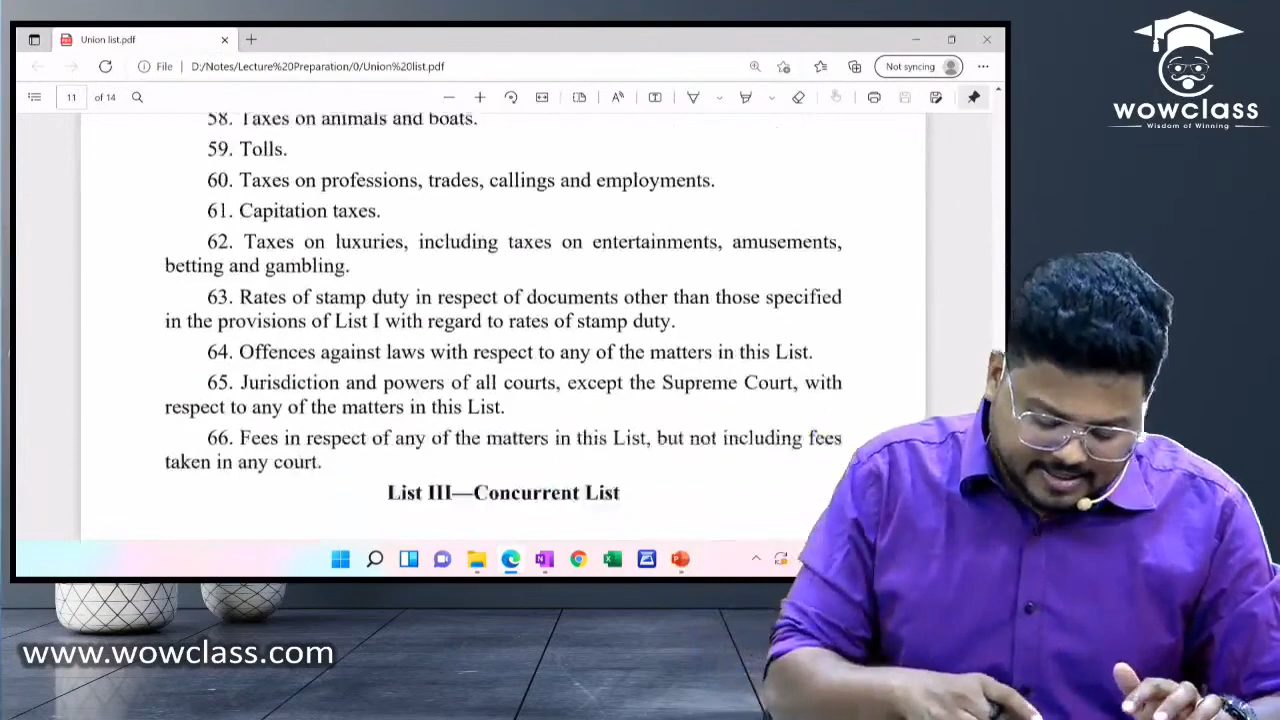 Union list.pdf
File
D:/Notes/Lecture%20Preparation/0/Union%20list.pdf
Not syncing
11 of 14
58. Taxes on animals and boats.
59. Tolls.
60. Taxes on professions, trades, callings and employments.
61. Capitation taxes.
62. Taxes on luxuries, including taxes on entertainments, amusements,
betting and gambling.
63. Rates of stamp duty in respect of documents other than those specified
in the provisions of List I with regard to rates of stamp duty.
64. Offences against laws with respect to any of the matters in this List.
65. Jurisdiction and powers of all courts, except the Supreme Court, with
respect to any of the matters in this List.
66. Fees in respect of any of the matters in this List, but not including fees
taken in any court.
List III—Concurrent List
wowclass
Wisdom of Winning
www.wowclass.com